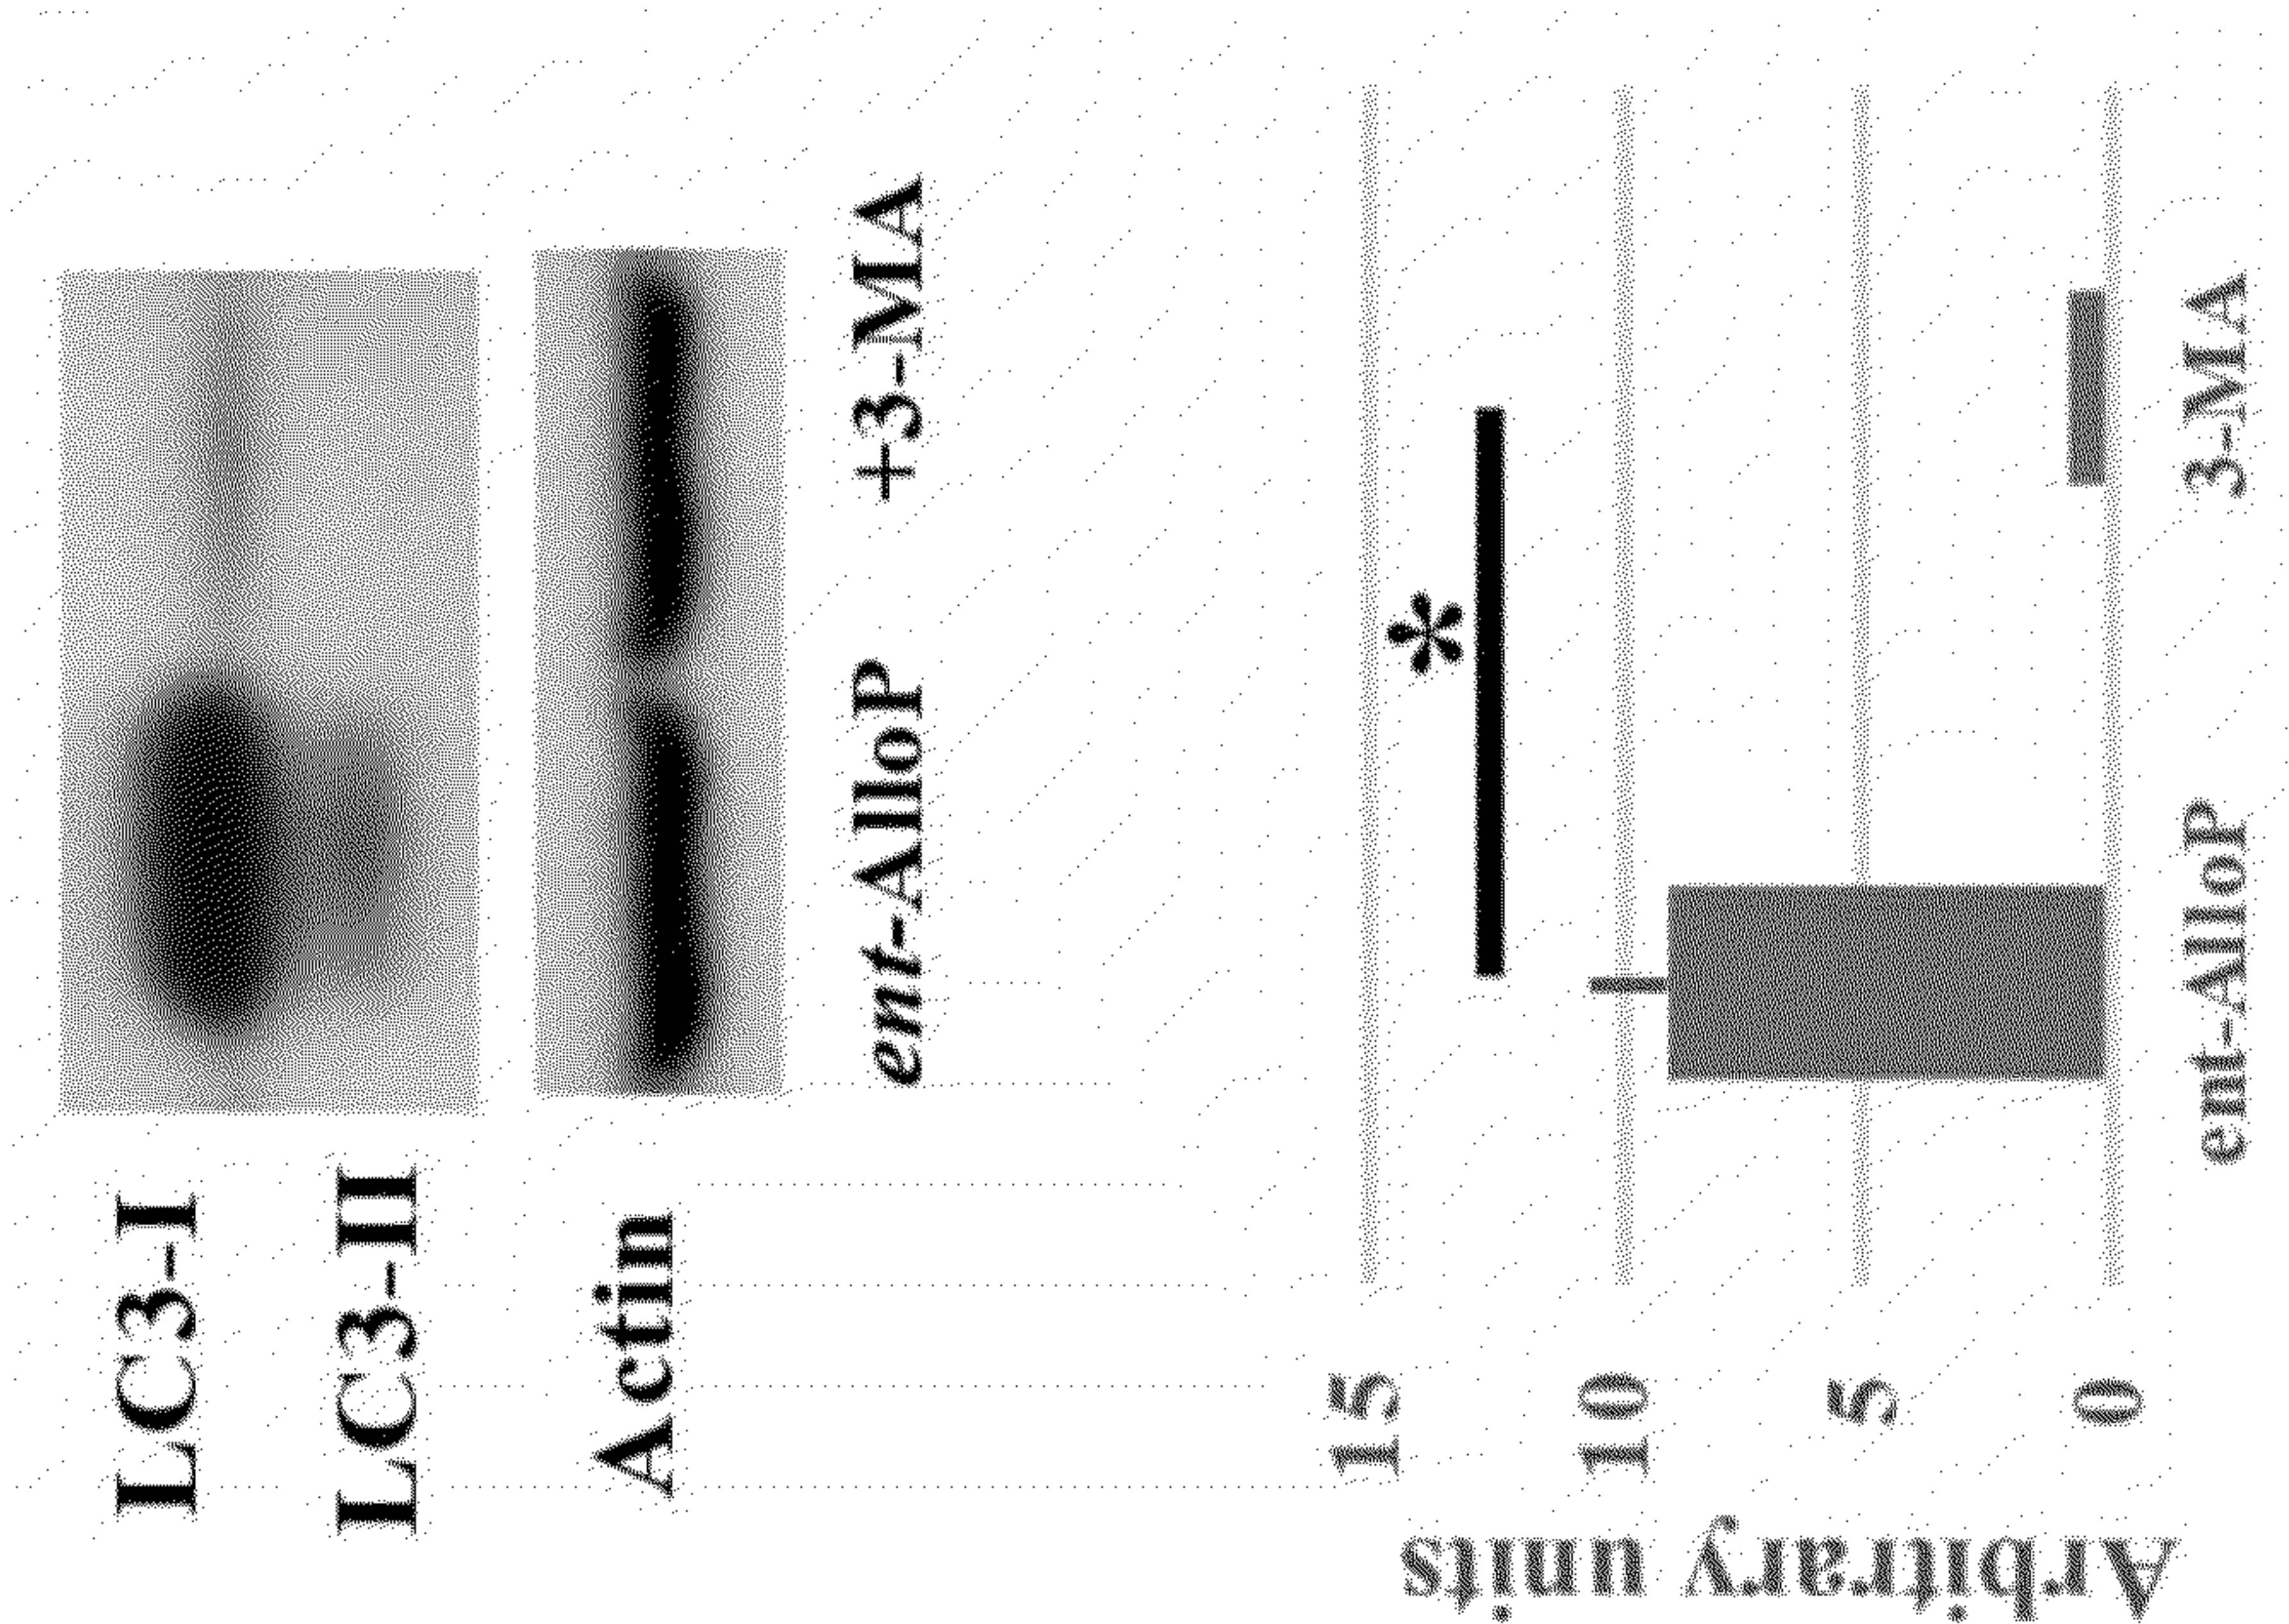 LC3-I
LC3-II
Actin
ent-AlloP +3-MA
*
15
10
5
0
Arbitrary units
ent-AlloP 3-MA